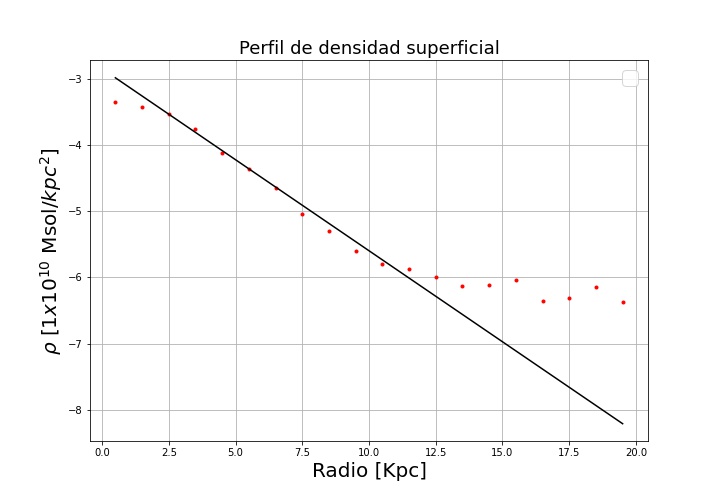 Perfil de densidad superficial
-3
-4
-5
-6
-7
-8
ρ [1x10¹⁰ Msol/kpc²]
0.0 2.5 5.0 7.5 10.0 12.5 15.0 17.5 20.0
Radio [Kpc]